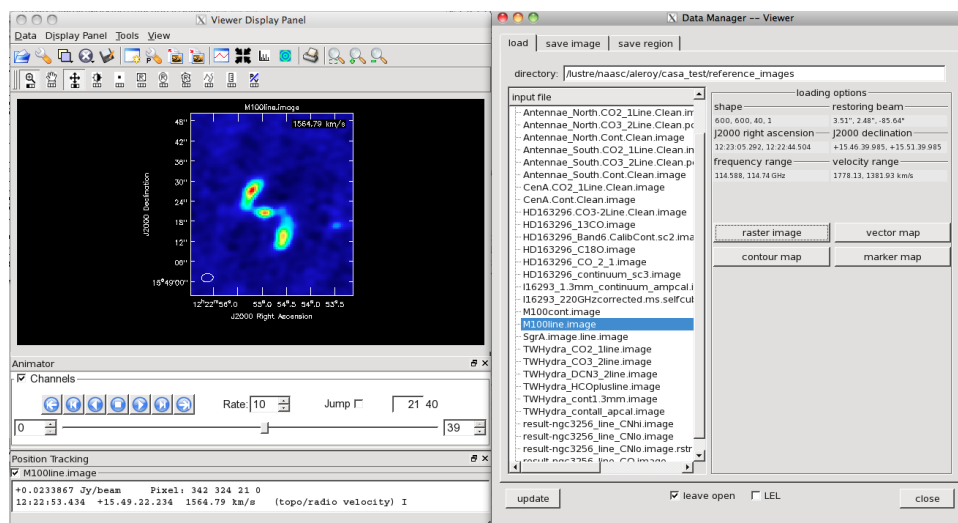 Viewer Display Panel
Data Display Panel Tools View
M100line.image
1564.79 km/s
48"
36"
30"
24"
18"
12"
06"
15°49'00"
J2000 Declination
12h22m56s.0 55s.0 54s.5 54s.0 53s.5
J2000 Right Ascension
Animator
Channels
Rate: 10 Jump 21 40
0 39
Position Tracking
M100line.image
+0.0233867 Jy/beam Pixel: 342 324 21 0
12:22:53.434 +15.49.22.234 1564.79 km/s (topo/radio velocity) I
Data Manager -- Viewer
load save image save region
directory: /lustre/naasc/aleroy/casa_test/reference_images
input file
Antennae_North.CO2_1Line.Clean.im
Antennae_North.CO3_2Line.Clean.pc
Antennae_North.Cont.Clean.image
Antennae_South.CO2_1Line.Clean.in
Antennae_South.CO3_2Line.Clean.p
Antennae_South.Cont.Clean.image
CenA.CO2_1Line.Clean.image
CenA.Cont.Clean.image
HD163296.CO3-2Line.Clean.image
HD163296_13CO.image
HD163296_Band6.CalibCont.sc2.ima
HD163296_C18O.image
HD163296_CO_2_1.image
HD163296_continuum_sc3.image
I16293_1.3mm_continuum_ampcal.i
I16293_220GHzcorrected.ms.selfcul
M100cont.image
M100line.image
SgrA.image.line.image
TWHydra_CO2_1line.image
TWHydra_CO3_2line.image
TWHydra_DCN3_2line.image
TWHydra_HCOplusline.image
TWHydra_cont1.3mm.image
TWHydra_contall_apcal.image
result-ngc3256_line_CNhi.image
result-ngc3256_line_CNlo.image
result-ngc3256_line_CNlo.image.rstr
result-ngc3256_line_CO.image
loading options
shape restoring beam
600, 600, 40, 1 3.51", 2.48", -85.64°
J2000 right ascension J2000 declination
12:23:05.292, 12:22:44.504 +15.46.39.985, +15.51.39.985
frequency range velocity range
114.588, 114.74 GHz 1778.13, 1381.93 km/s
raster image vector map
contour map marker map
update leave open LEL close